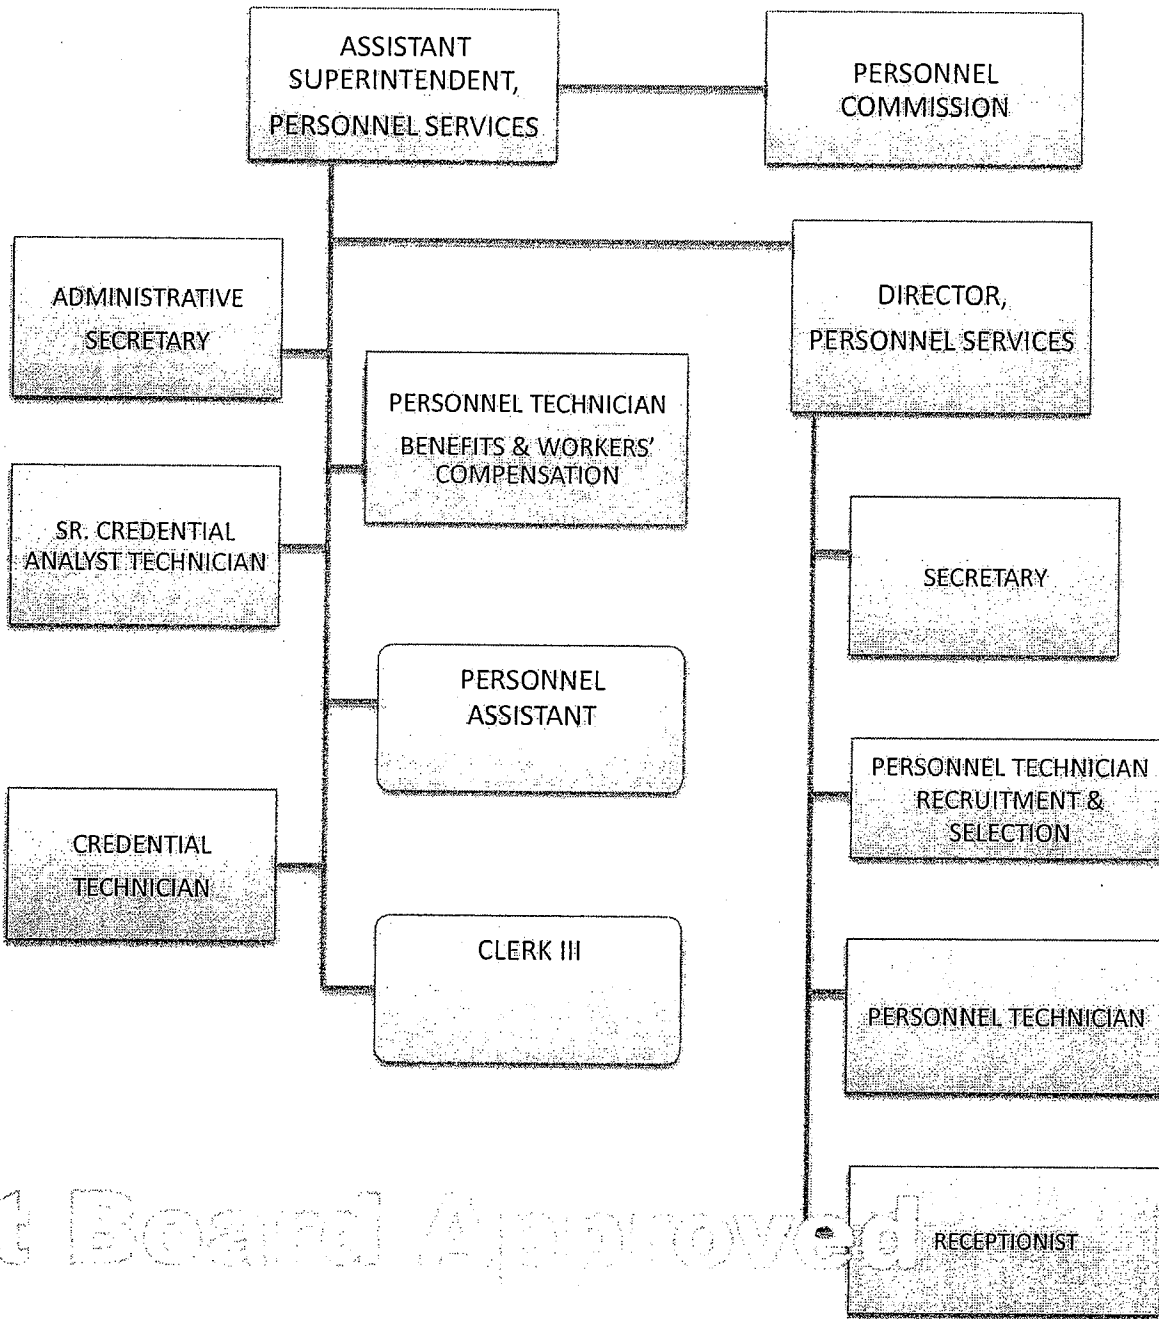 ASSISTANT
SUPERINTENDENT,
PERSONNEL SERVICES
PERSONNEL
COMMISSION
ADMINISTRATIVE
SECRETARY
DIRECTOR,
PERSONNEL SERVICES
PERSONNEL TECHNICIAN
BENEFITS & WORKERS'
COMPENSATION
SR. CREDENTIAL
ANALYST TECHNICIAN
SECRETARY
PERSONNEL
ASSISTANT
PERSONNEL TECHNICIAN
RECRUITMENT &
SELECTION
CREDENTIAL
TECHNICIAN
CLERK III
PERSONNEL TECHNICIAN
t Board Approved
RECEPTIONIST